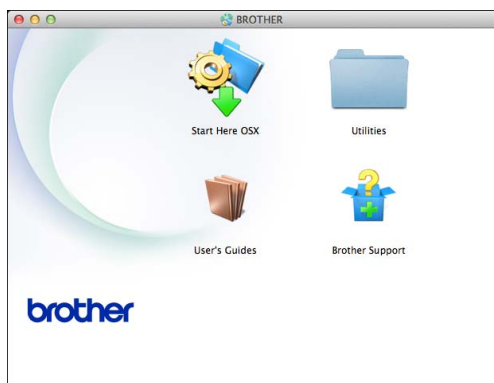 BROTHER
Start Here OSX
Utilities
User's Guides
Brother Support
brother